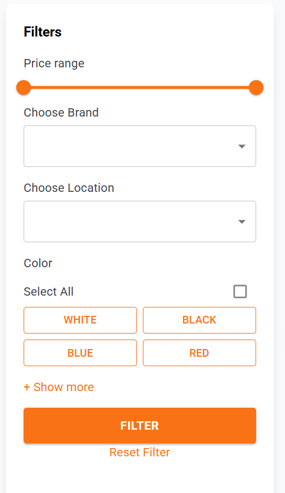 Filters
Price range
Choose Brand
Choose Location
Color
Select All
WHITE BLACK
BLUE RED
+ Show more
FILTER
Reset Filter